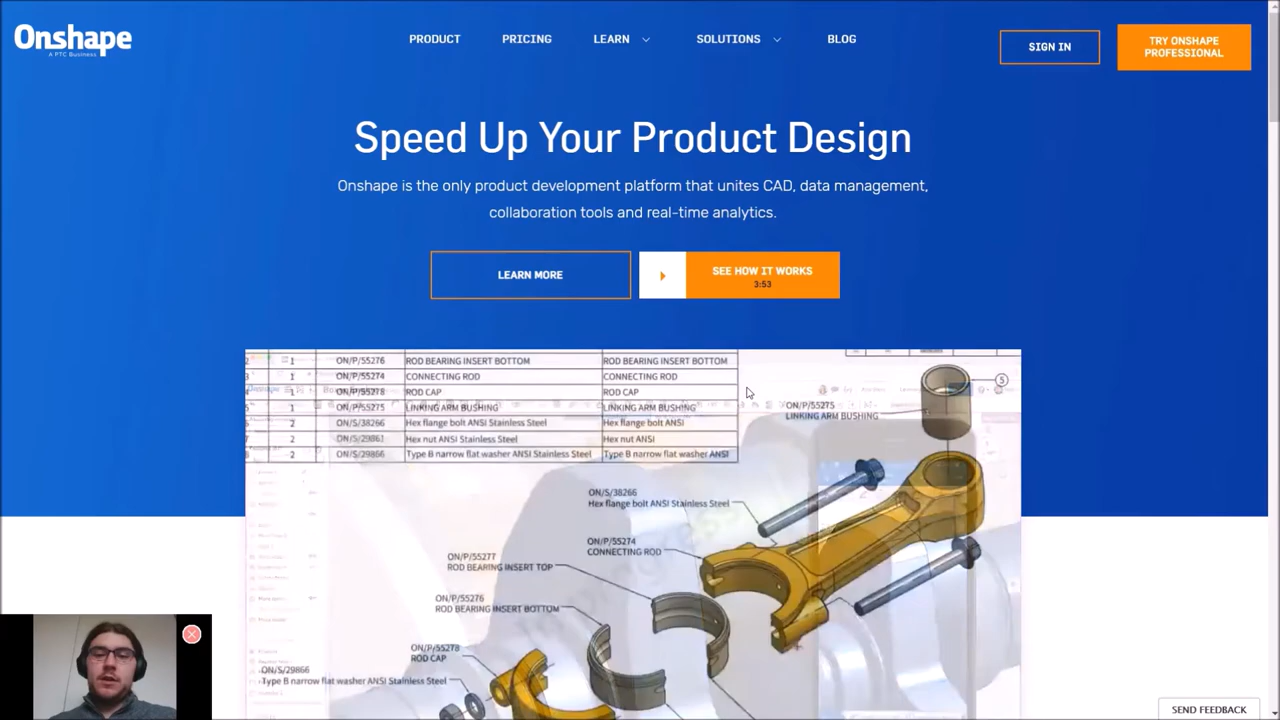 Onshape
A PTC Business
PRODUCT
PRICING
LEARN
SOLUTIONS
BLOG
SIGN IN
TRY ONSHAPE
PROFESSIONAL
Speed Up Your Product Design
Onshape is the only product development platform that unites CAD, data management,
collaboration tools and real-time analytics.
LEARN MORE
SEE HOW IT WORKS
3:53
2 1 ON/P/55276 ROD BEARING INSERT BOTTOM ROD BEARING INSERT BOTTOM
3 1 ON/P/55274 CONNECTING ROD CONNECTING ROD
4 1 ON/P/55278 ROD CAP ROD CAP
1 ON/P/55275 LINKING ARM BUSHING LINKING ARM BUSHING
2 ON/S/38266 Hex flange bolt ANSI Stainless Steel Hex flange bolt ANSI
2 ON/S/29861 Hex nut ANSI Stainless Steel Hex nut ANSI
2 ON/S/29866 Type B narrow flat washer ANSI Stainless Steel Type B narrow flat washer ANSI
5
ON/P/55275
LINKING ARM BUSHING
ON/S/38266
Hex flange bolt ANSI Stainless Steel
ON/P/55274
CONNECTING ROD
ON/P/55277
ROD BEARING INSERT TOP
ON/P/55276
ROD BEARING INSERT BOTTOM
ON/P/55278
ROD CAP
ON/S/29866
Type B narrow flat washer ANSI Stainless Steel
SEND FEEDBACK